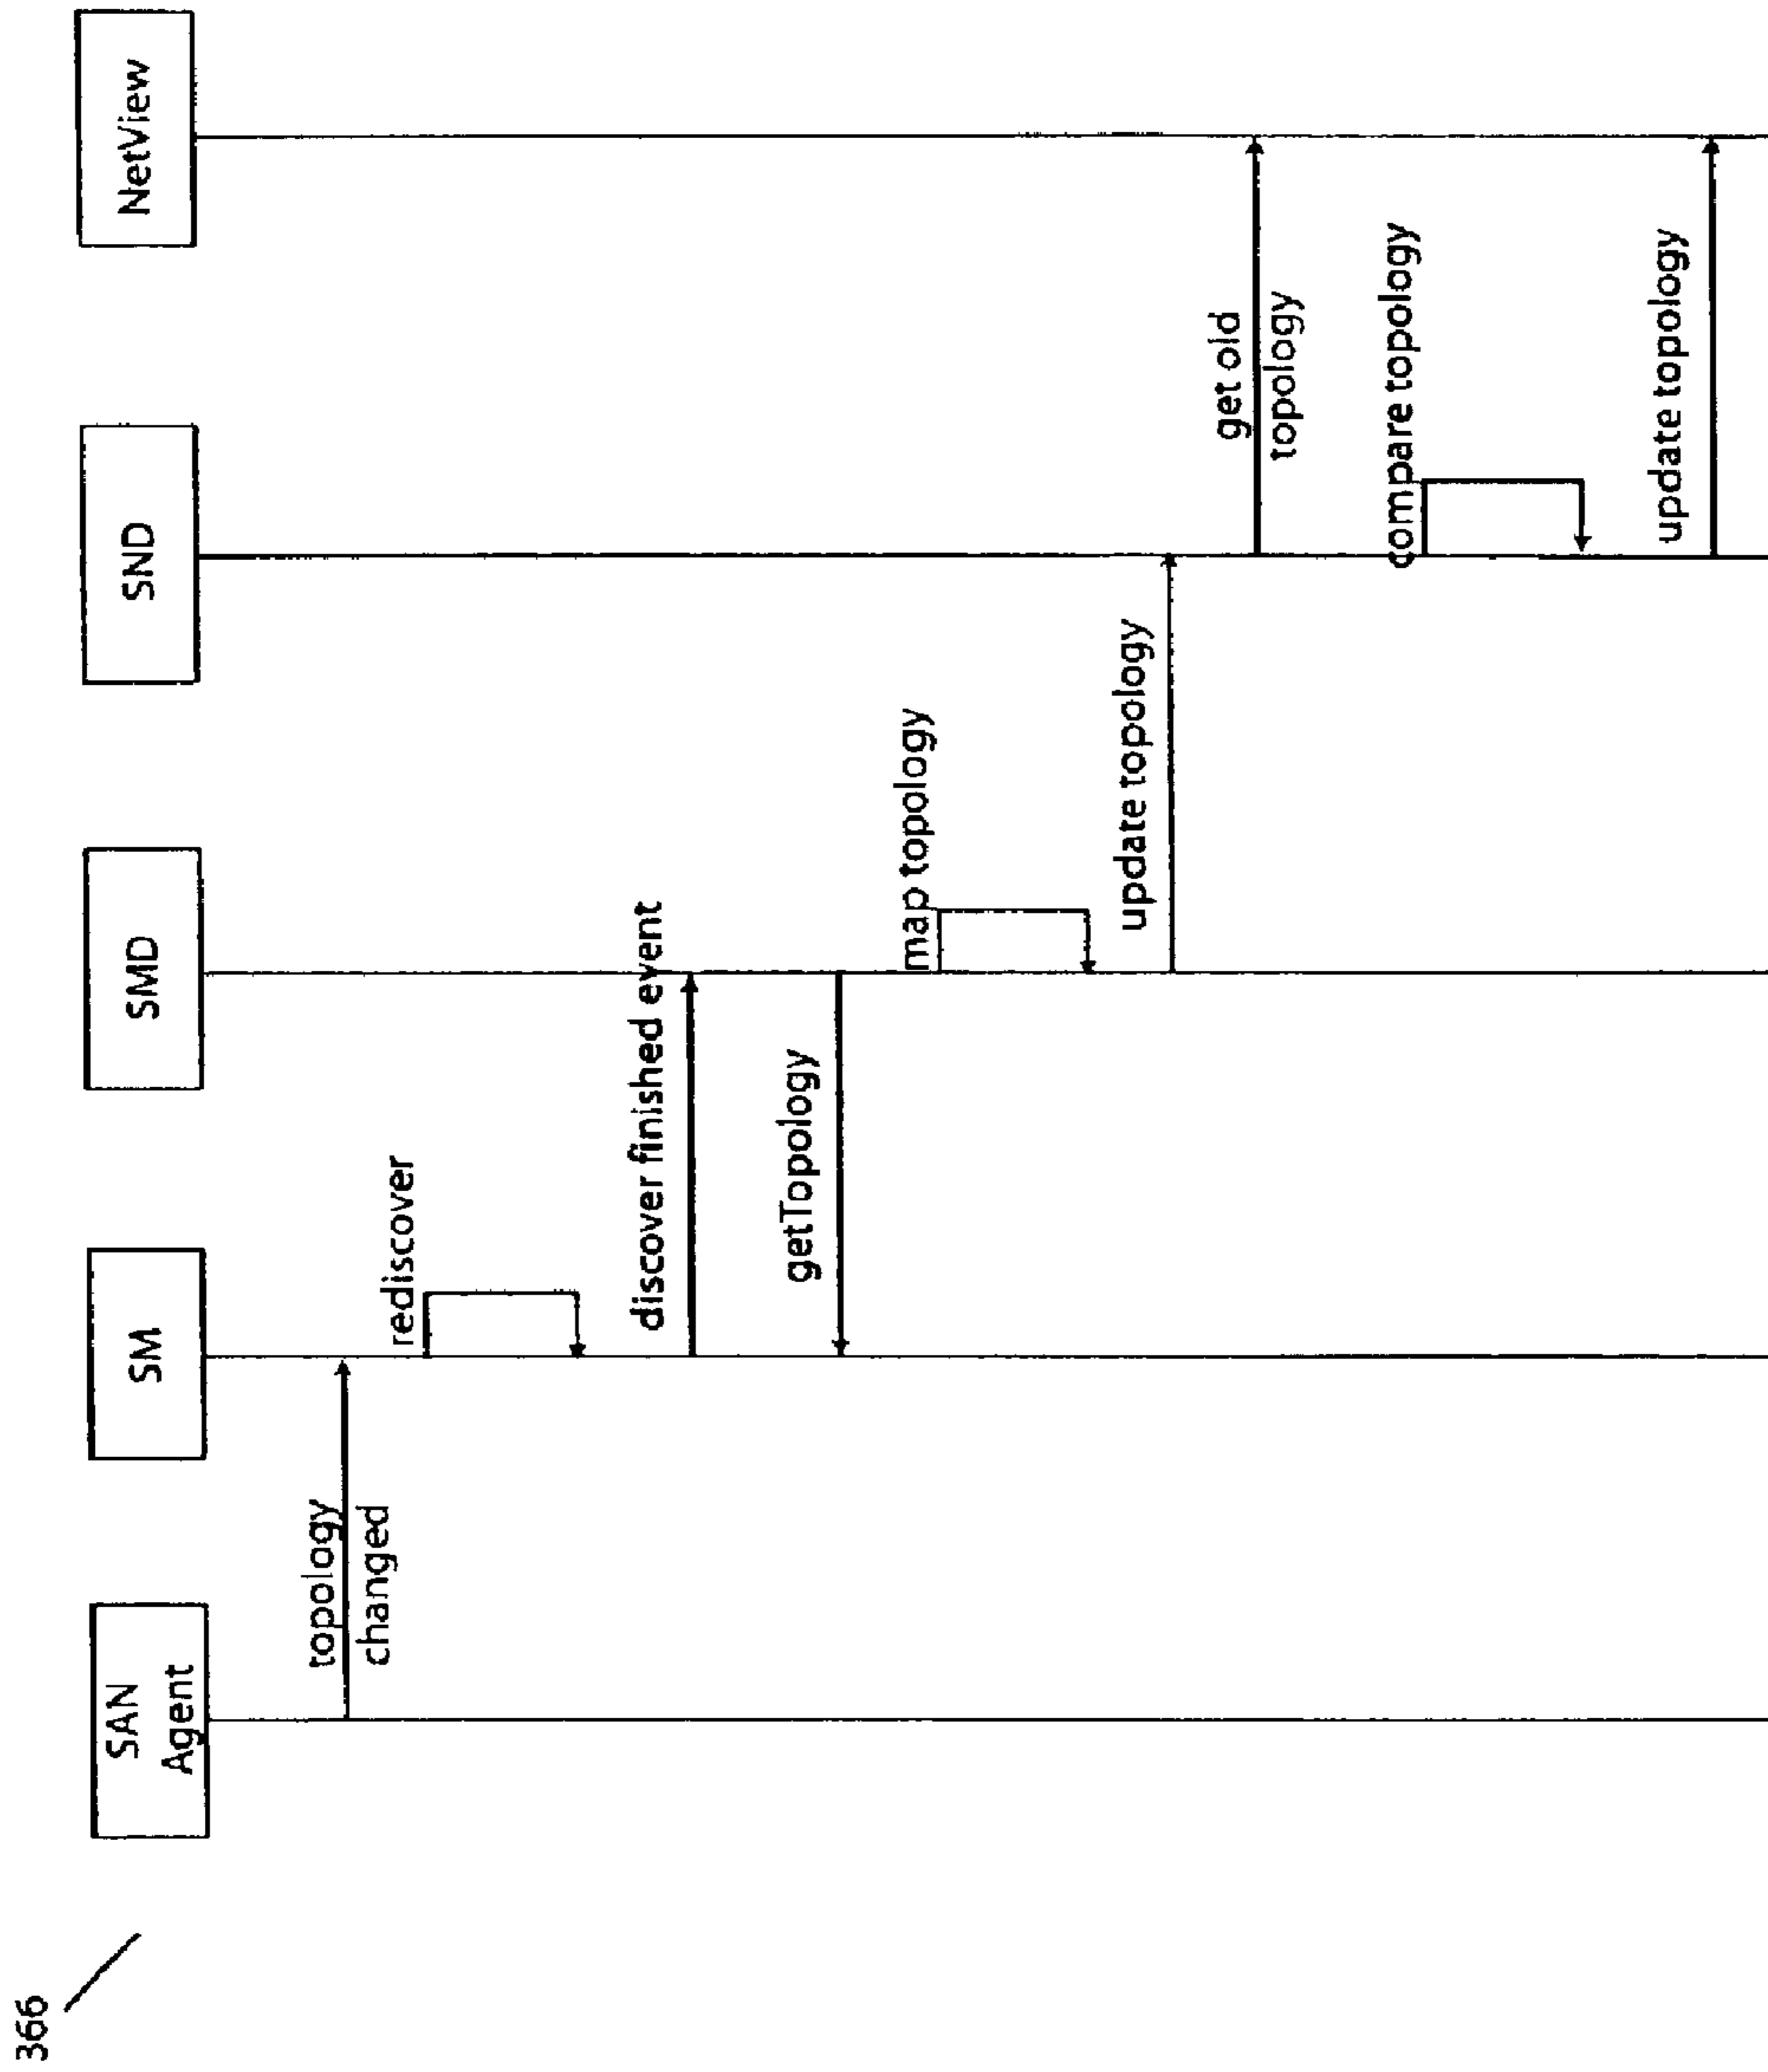 366
SAN
Agent
SM
SMD
SND
NetView
topology
changed
rediscover
discover finished event
getTopology
map topology
update topology
get old
topology
compare topology
update topology